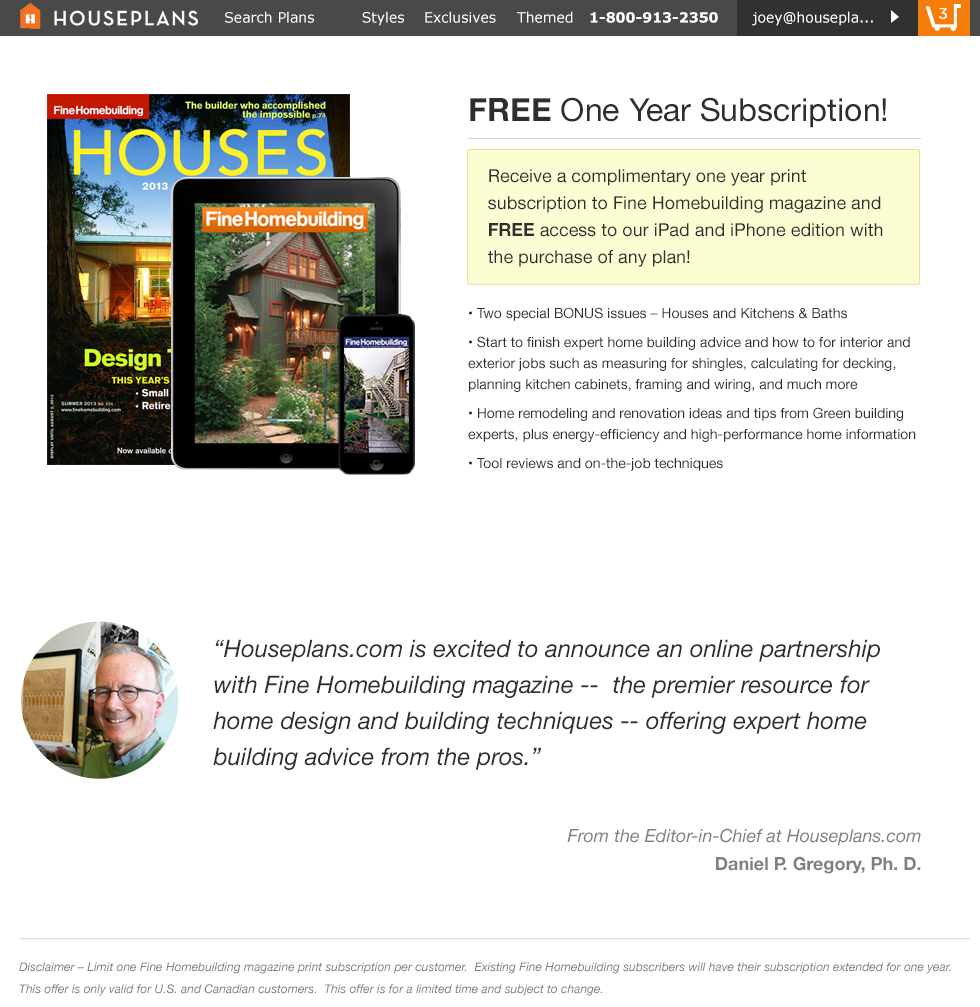 HOUSEPLANS Search Plans Styles Exclusives Themed 1-800-913-2350 joey@housepla... 3
FineHomebuilding
The builder who accomplished
the impossible p.74
HOUSES
2013
Design
THIS YEAR'S
• Small
• Retire
SUMMER 2013
www.finehomebuilding.com
DISPLAY UNTIL AUGUST 5, 2013
Now available
FineHomebuilding
FineHomebuilding
FREE One Year Subscription!
Receive a complimentary one year print
subscription to Fine Homebuilding magazine and
FREE access to our iPad and iPhone edition with
the purchase of any plan!
• Two special BONUS issues – Houses and Kitchens & Baths
• Start to finish expert home building advice and how to for interior and
exterior jobs such as measuring for shingles, calculating for decking,
planning kitchen cabinets, framing and wiring, and much more
• Home remodeling and renovation ideas and tips from Green building
experts, plus energy-efficiency and high-performance home information
• Tool reviews and on-the-job techniques
“Houseplans.com is excited to announce an online partnership
with Fine Homebuilding magazine -- the premier resource for
home design and building techniques -- offering expert home
building advice from the pros.”
From the Editor-in-Chief at Houseplans.com
Daniel P. Gregory, Ph. D.
Disclaimer – Limit one Fine Homebuilding magazine print subscription per customer. Existing Fine Homebuilding subscribers will have their subscription extended for one year.
This offer is only valid for U.S. and Canadian customers. This offer is for a limited time and subject to change.